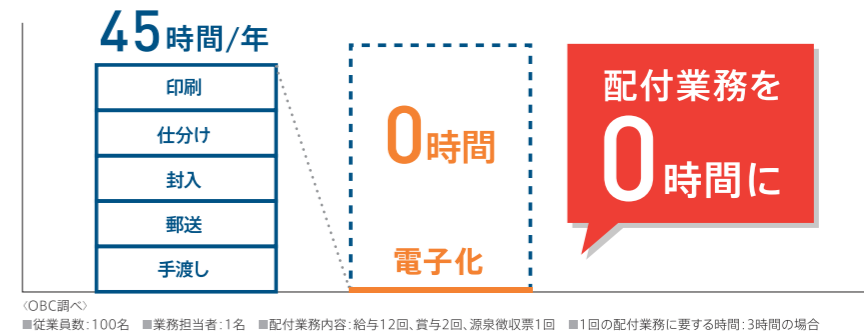 45時間/年
印刷
仕分け
封入
郵送
手渡し
0時間
電子化
配付業務を
0時間に
〈OBC調べ〉
■従業員数:100名 ■業務担当者:1名 ■配付業務内容:給与12回、賞与2回、源泉徴収票1回 ■1回の配付業務に要する時間:3時間の場合